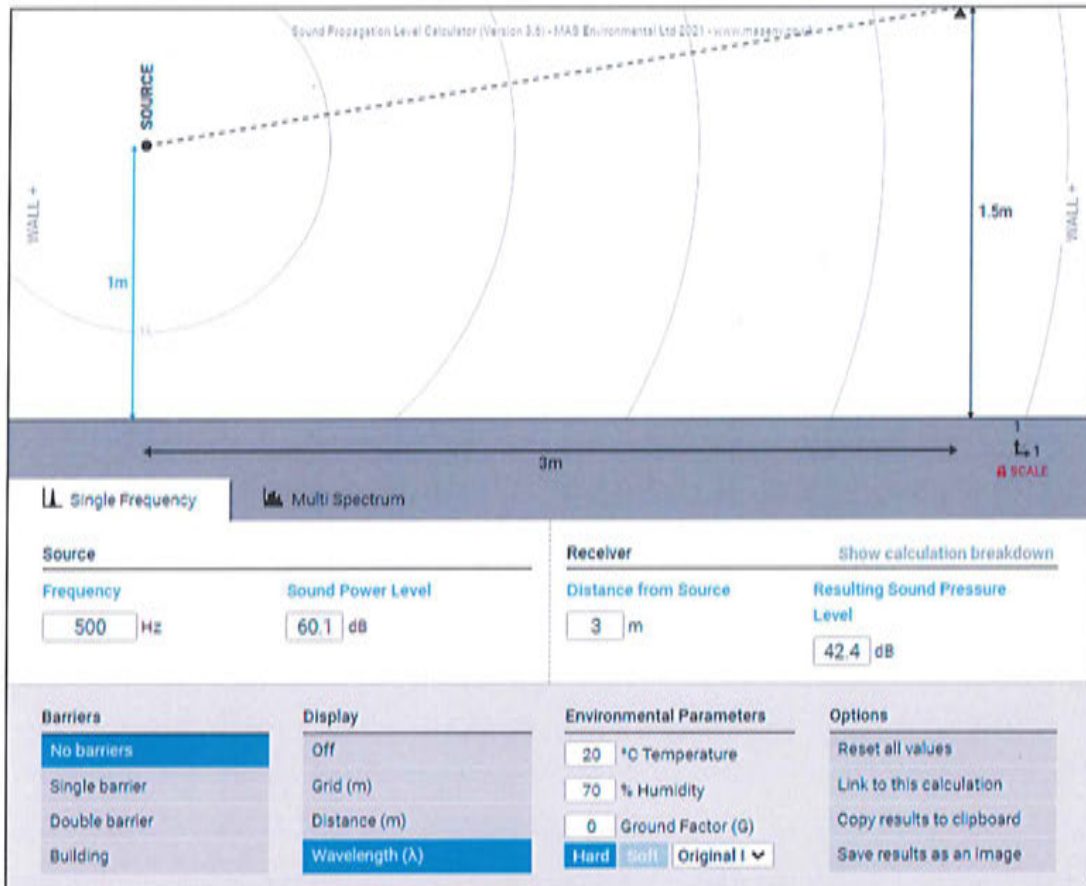 Sound Propagation Level Calculator (Version 3.6) - MAS Environmental Ltd 2021 -
SOURCE
WALL +
1.5m
WALL +
1m
3m
1
1
SCALE
Single Frequency
Multi Spectrum
Source
Receiver
Show calculation breakdown
Frequency
Sound Power Level
Distance from Source
Resulting Sound Pressure
Level
500 Hz
60.1 dB
3 m
42.4 dB
Barriers
Display
Environmental Parameters
Options
No barriers
Off
20 °C Temperature
Reset all values
Single barrier
Grid (m)
70 % Humidity
Link to this calculation
Double barrier
Distance (m)
0 Ground Factor (G)
Copy results to clipboard
Building
Wavelength (λ)
Hard Soft Original I
Save results as an image